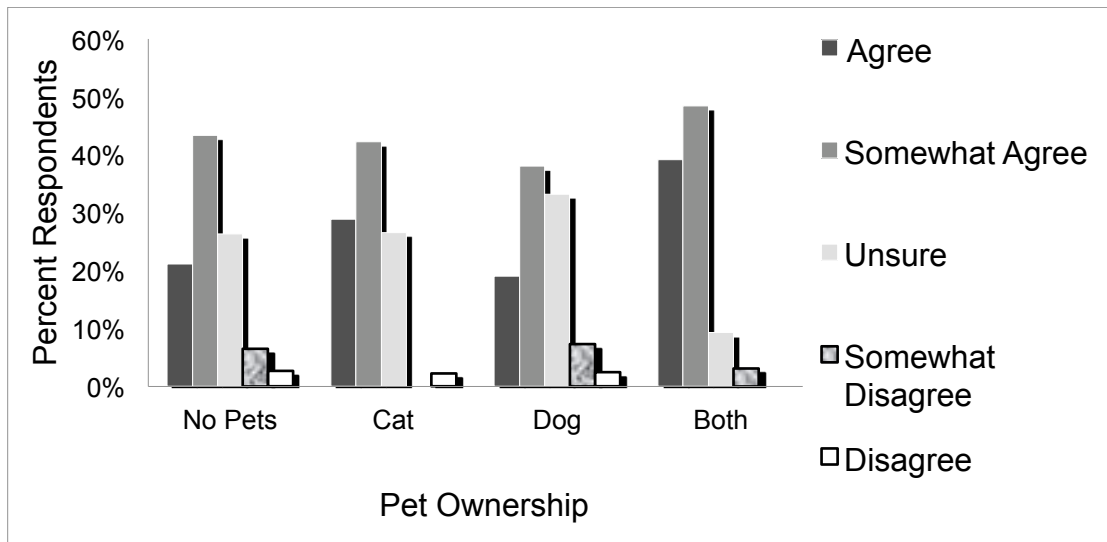 60%
50%
40%
30%
20%
10%
0%
Percent Respondents
No Pets
Cat
Dog
Both
Pet Ownership
Agree
Somewhat Agree
Unsure
Somewhat
Disagree
Disagree